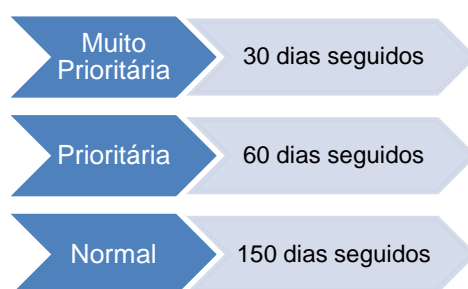 Muito
Prioritária
30 dias seguidos
Prioritária
60 dias seguidos
Normal
150 dias seguidos